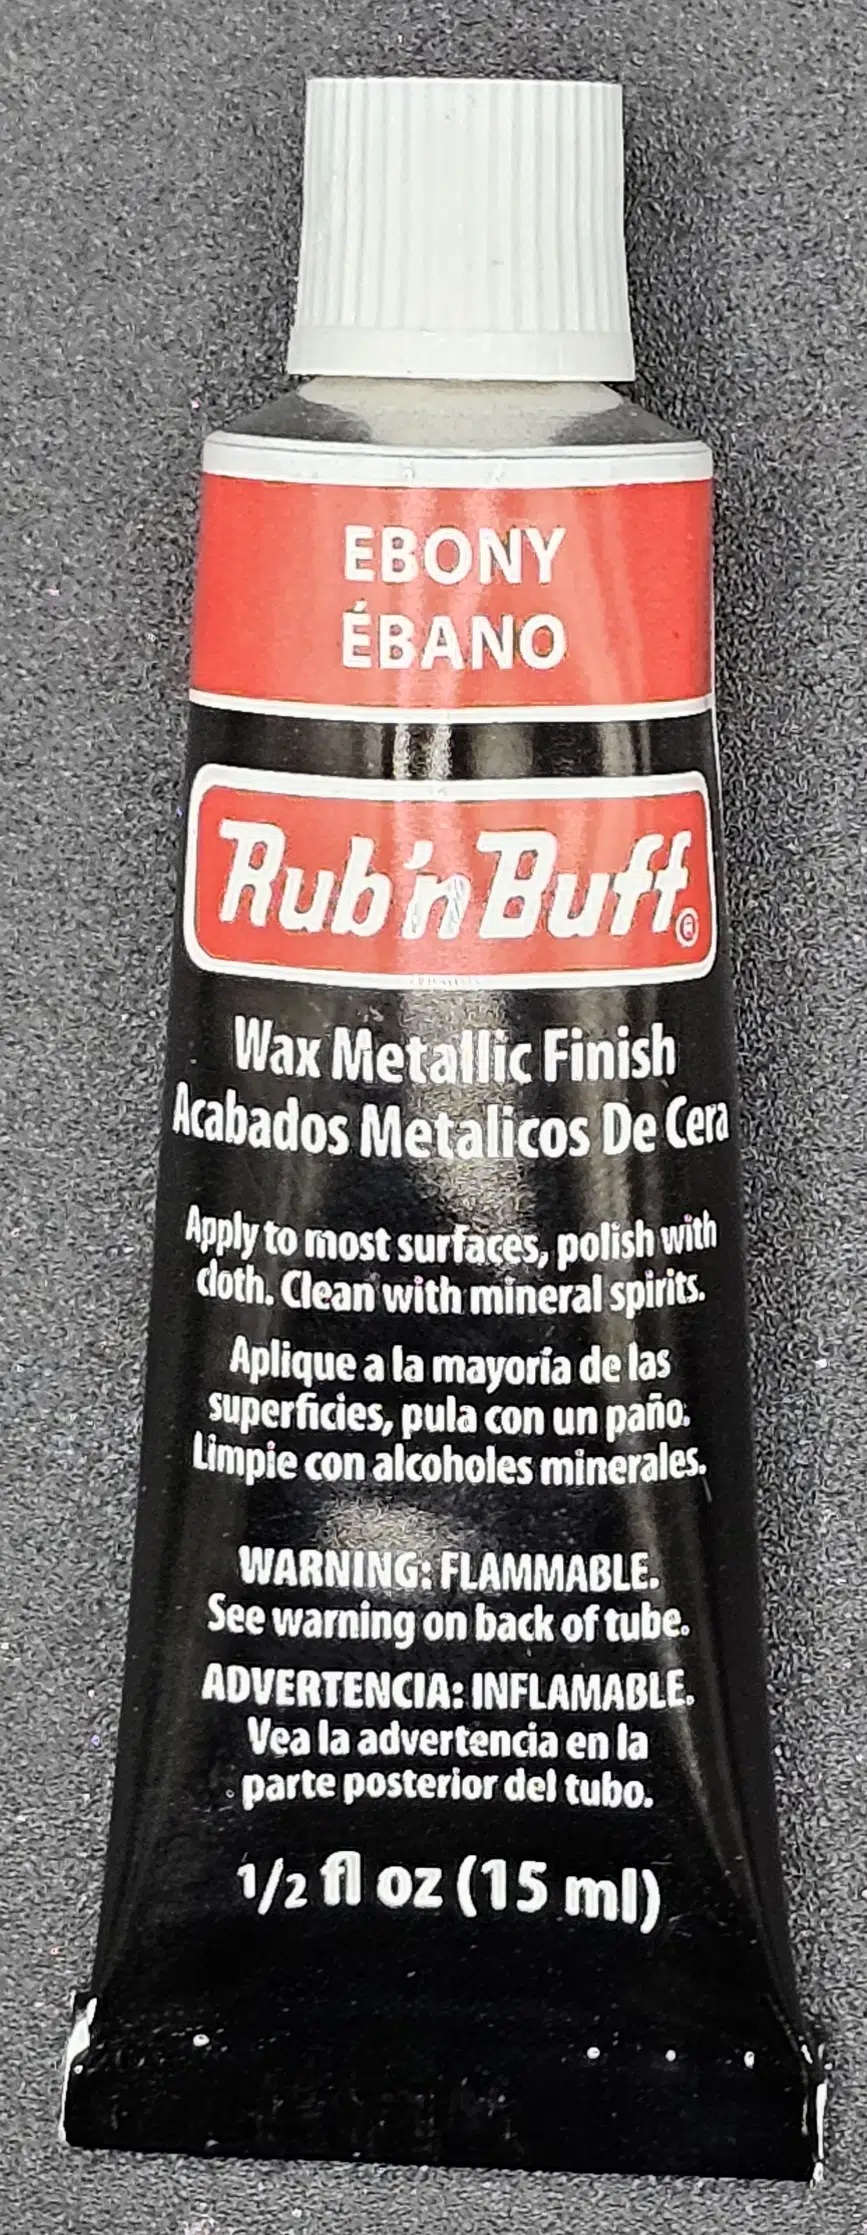 EBONY
ÉBANO
Rub'n Buff®
Wax Metallic Finish
Acabados Metalicos De Cera
Apply to most surfaces, polish with
cloth. Clean with mineral spirits.
Aplique a la mayoría de las
superficies, pula con un paño.
Limpie con alcoholes minerales.
WARNING: FLAMMABLE.
See warning on back of tube.
ADVERTENCIA: INFLAMABLE.
Vea la advertencia en la
parte posterior del tubo.
1/2 fl oz (15 ml)